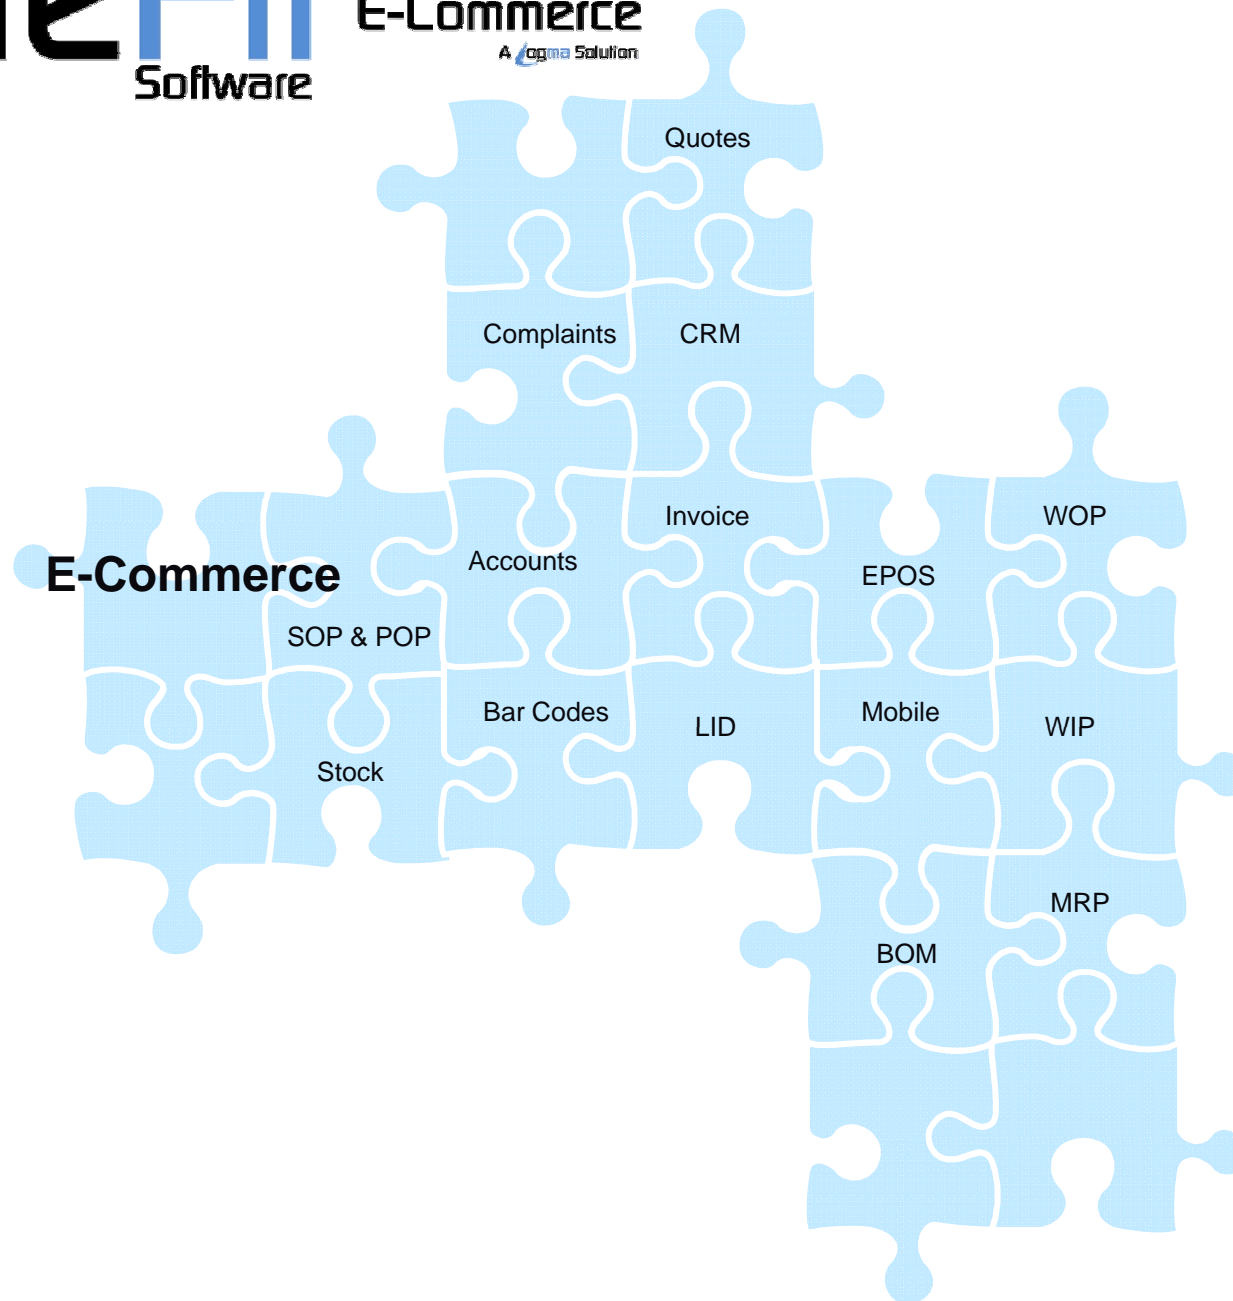 E-Commerce
A Logma Solution
Software
Quotes
Complaints
CRM
Invoice
WOP
Accounts
E-Commerce
EPOS
SOP & POP
Bar Codes
Mobile
LID
WIP
Stock
MRP
BOM